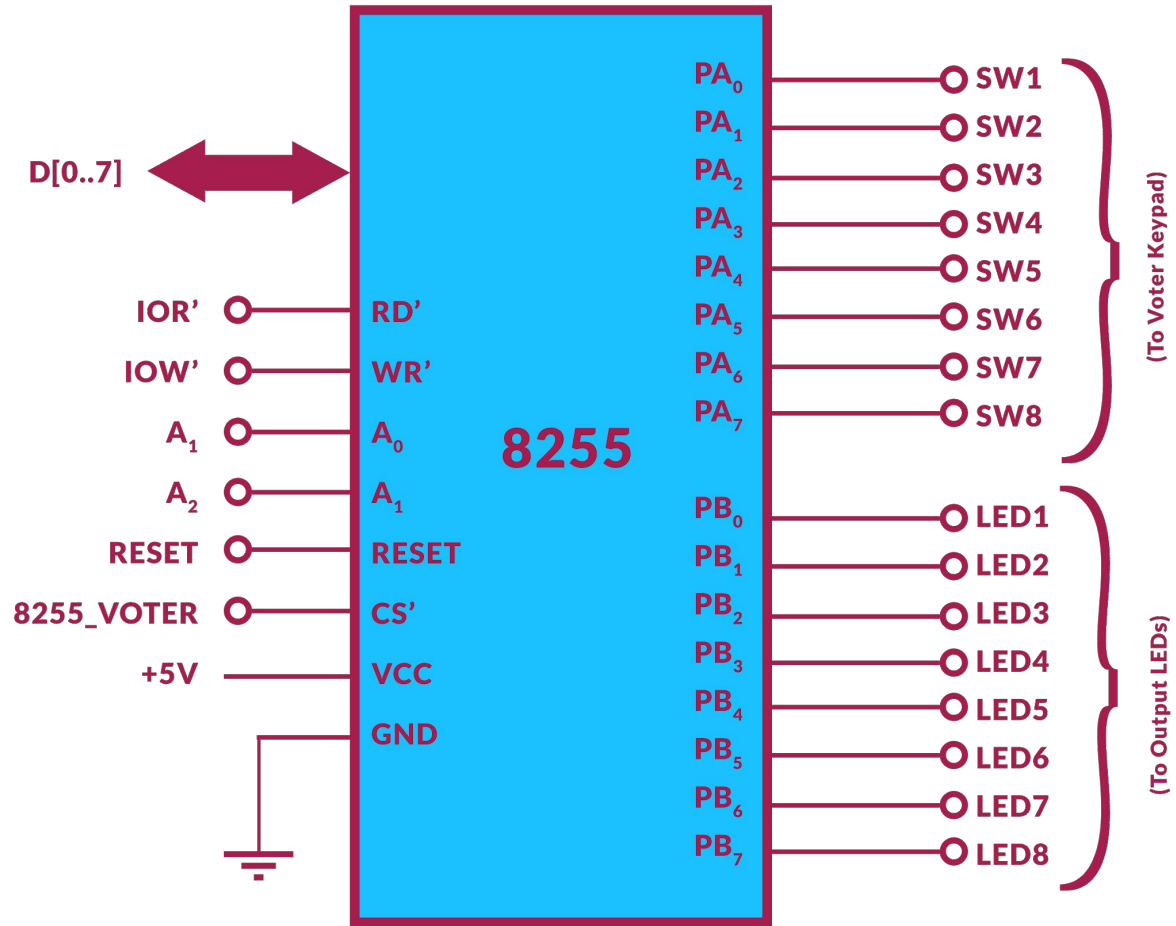 D[0..7]
IOR’
IOW’
A₁
A₂
RESET
8255_VOTER
+5V
RD’
WR’
A₀
A₁
RESET
CS’
VCC
GND
8255
PA₀
PA₁
PA₂
PA₃
PA₄
PA₅
PA₆
PA₇
PB₀
PB₁
PB₂
PB₃
PB₄
PB₅
PB₆
PB₇
SW1
SW2
SW3
SW4
SW5
SW6
SW7
SW8
LED1
LED2
LED3
LED4
LED5
LED6
LED7
LED8
(To Voter Keypad)
(To Output LEDs)